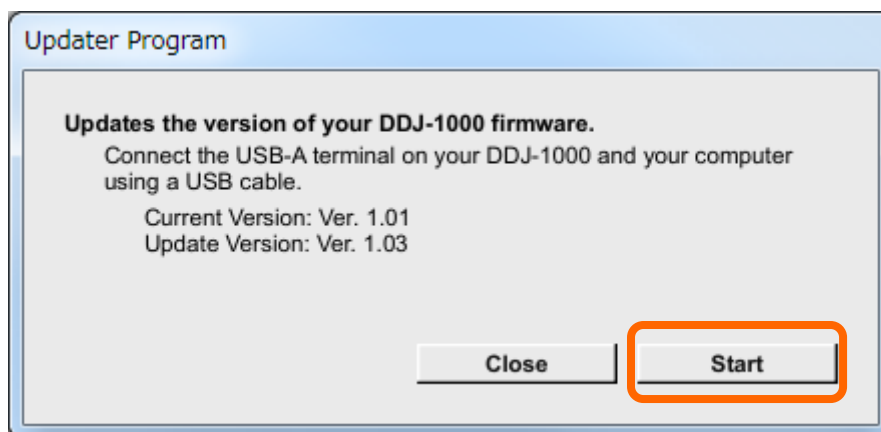 Updater Program
Updates the version of your DDJ-1000 firmware.
Connect the USB-A terminal on your DDJ-1000 and your computer
using a USB cable.
Current Version: Ver. 1.01
Update Version: Ver. 1.03
Close
Start